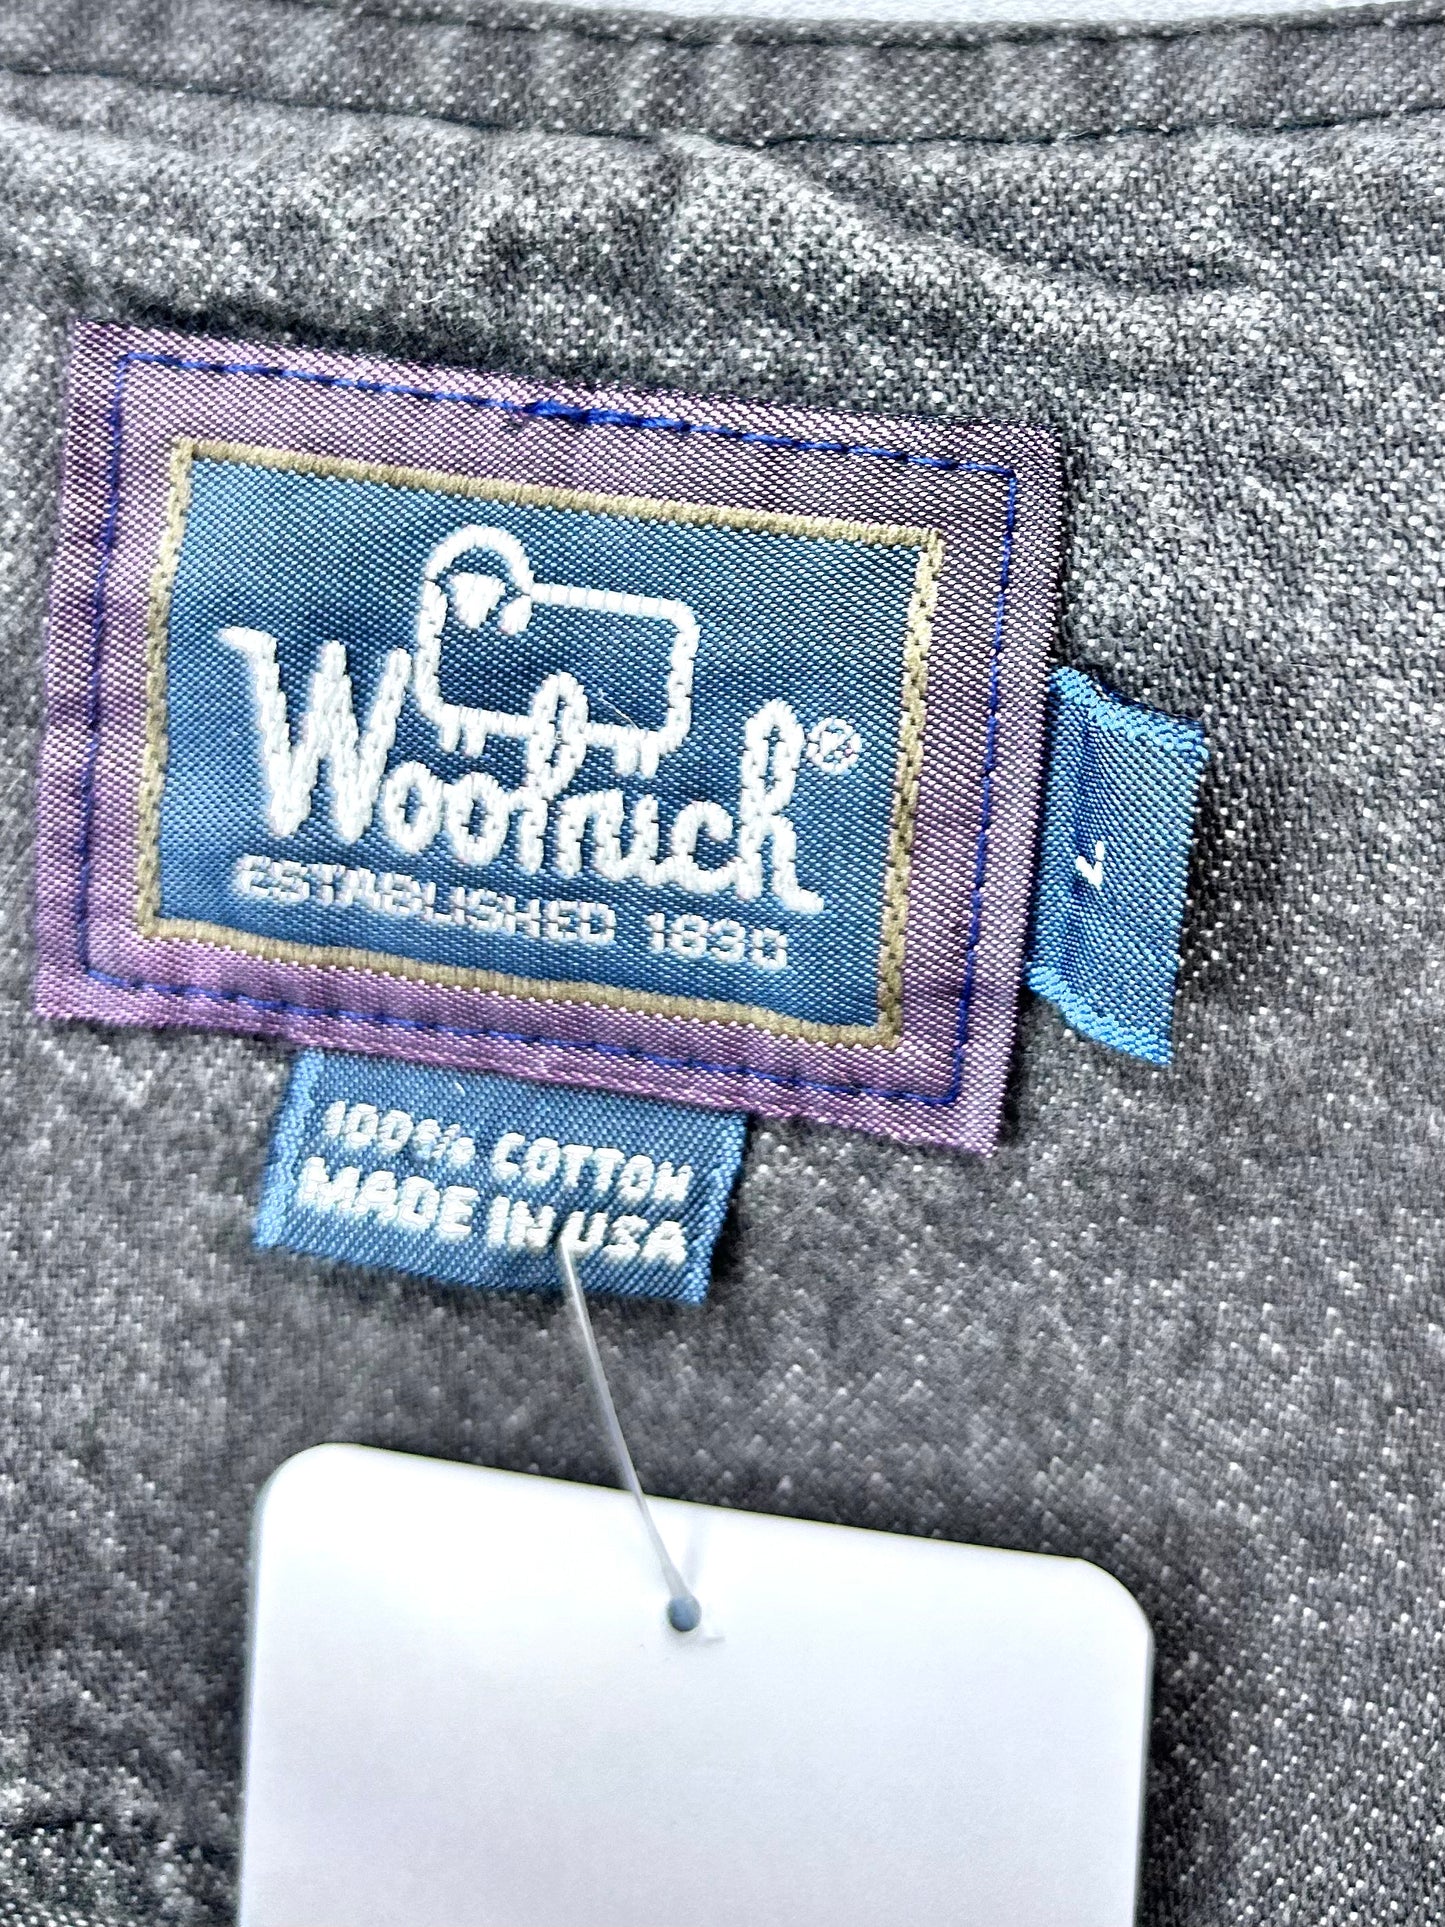 Woolrich®
ESTABLISHED 1830
L
100% COTTON
MADE IN USA